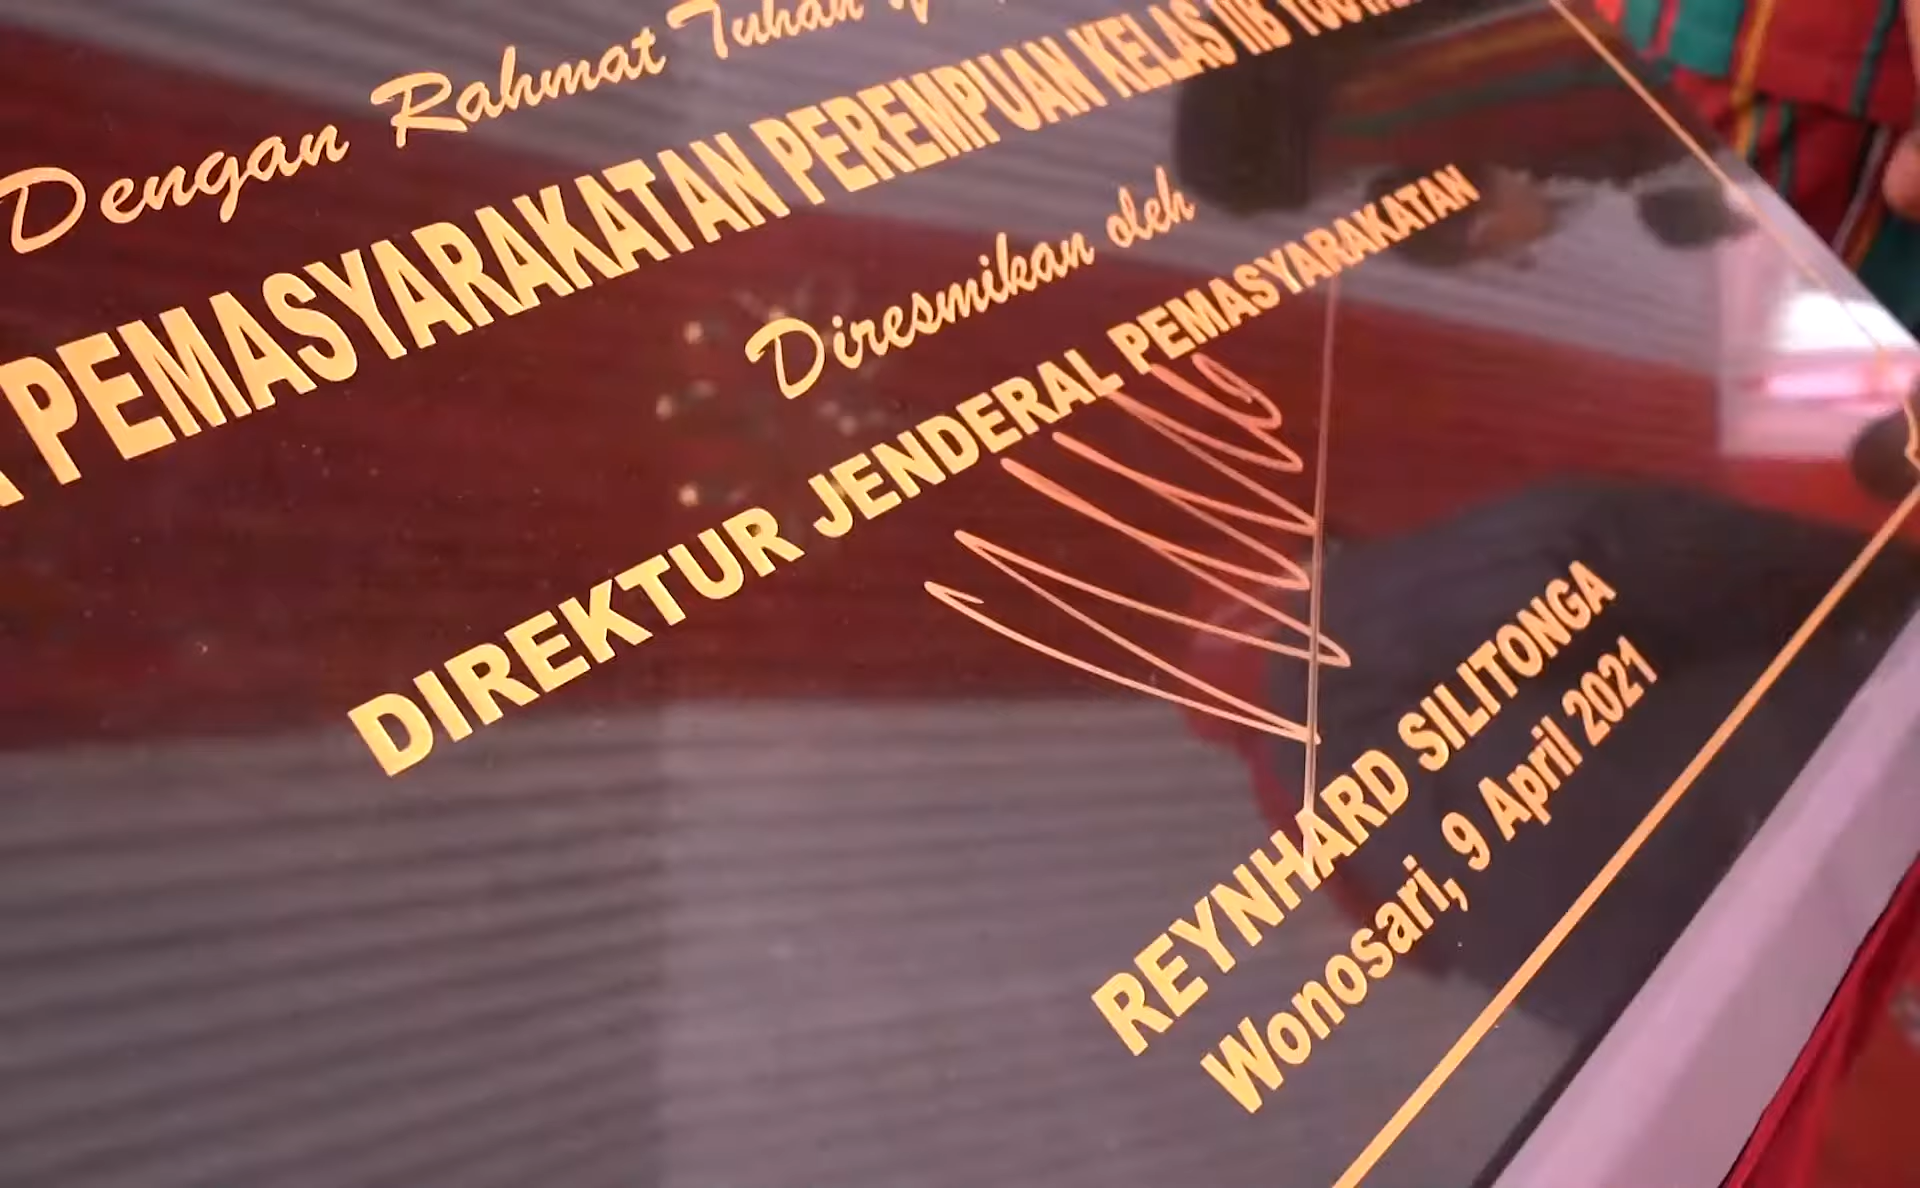 Dengan Rahmat Tuhan
PEMASYARAKATAN PEREMPUAN KELAS IIB
Diresmikan oleh
DIREKTUR JENDERAL PEMASYARAKATAN
REYNHARD SILITONGA
Wonosari, 9 April 2021